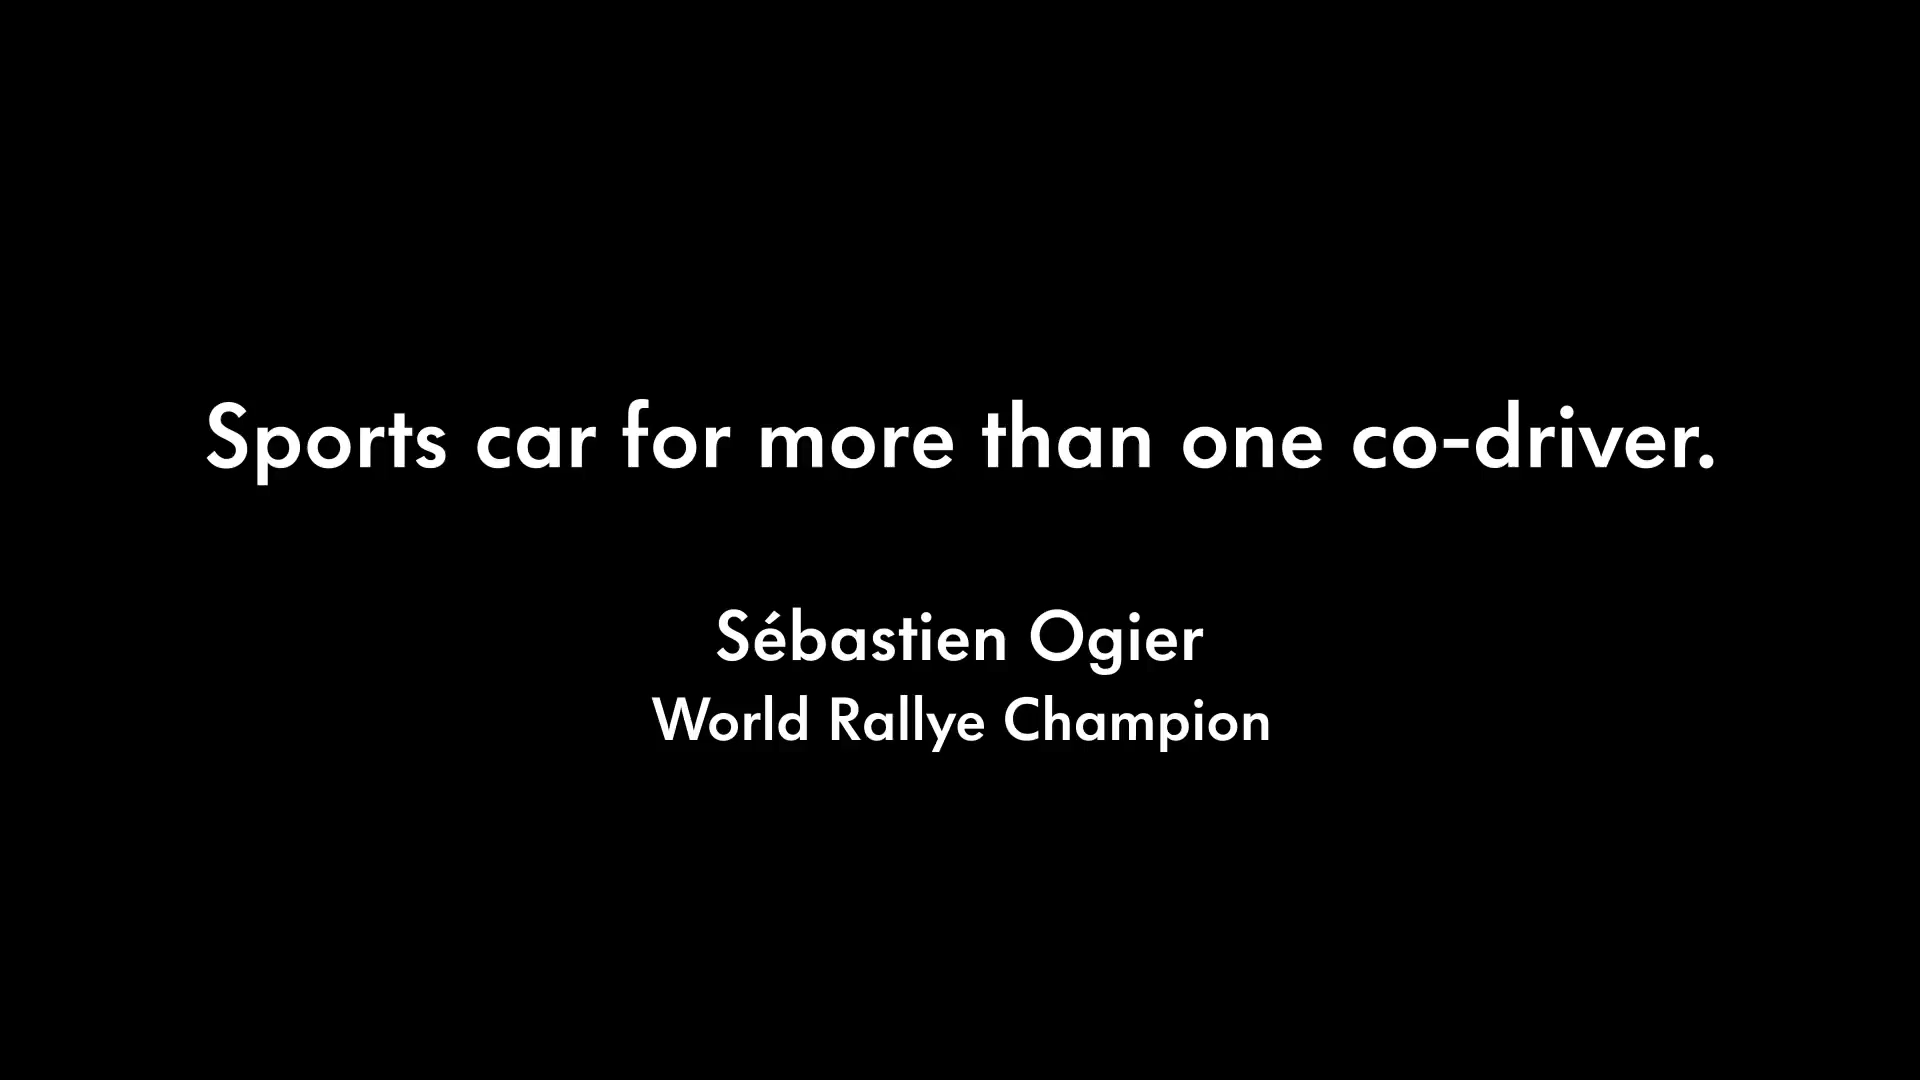 Sports car for more than one co-driver.
Sébastien Ogier
World Rallye Champion